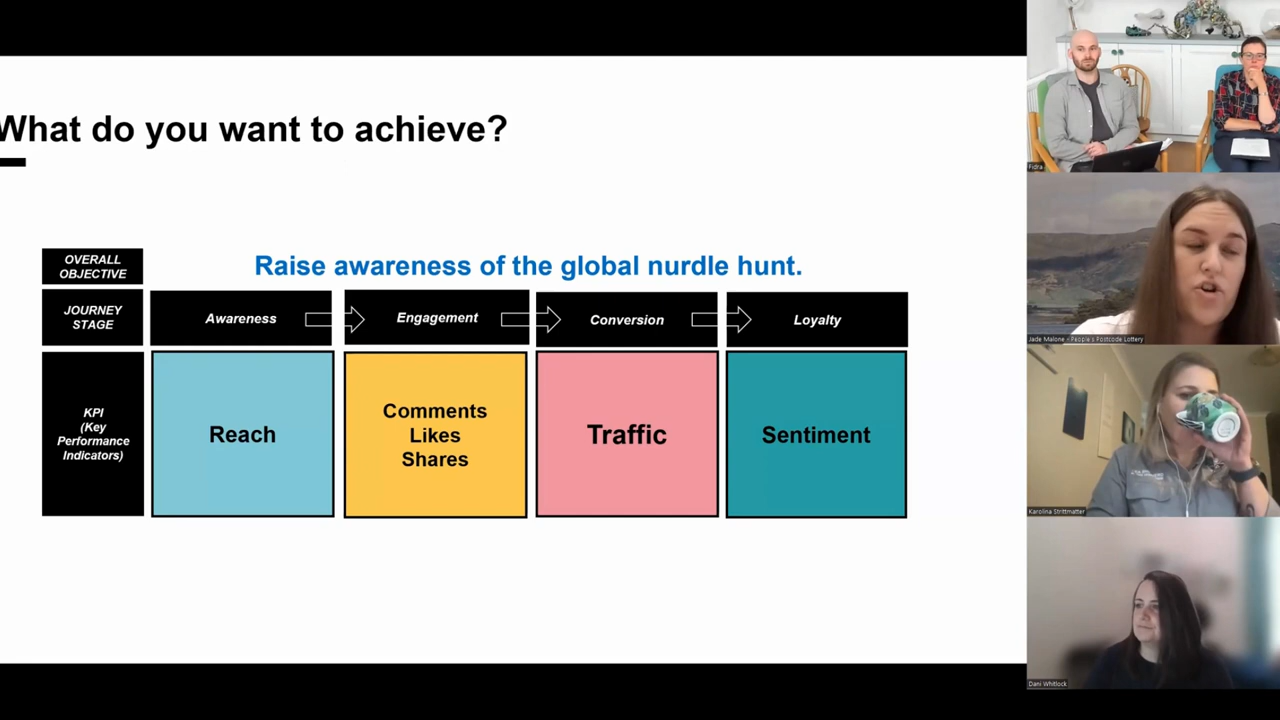 What do you want to achieve?
OVERALL
OBJECTIVE
Raise awareness of the global nurdle hunt.
JOURNEY
STAGE
Awareness
Engagement
Conversion
Loyalty
KPI
(Key
Performance
Indicators)
Reach
Comments
Likes
Shares
Traffic
Sentiment
Fidra
Jade Malone - People's Postcode Lottery
Karolina Strittmatter
Dani Whitlock